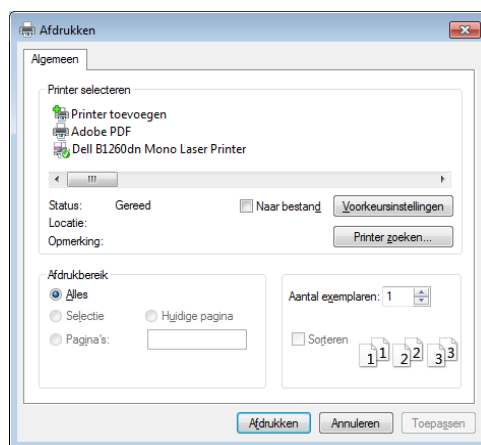 Afdrukken
Algemeen
Printer selecteren
Printer toevoegen
Adobe PDF
Dell B1260dn Mono Laser Printer
Status: Gereed
Naar bestand
Voorkeursinstellingen
Locatie:
Opmerking:
Printer zoeken...
Afdrukbereik
Alles
Selectie
Huidige pagina
Pagina's:
Aantal exemplaren: 1
Sorteren
1 1 2 2 3 3
Afdrukken
Annuleren
Toepassen